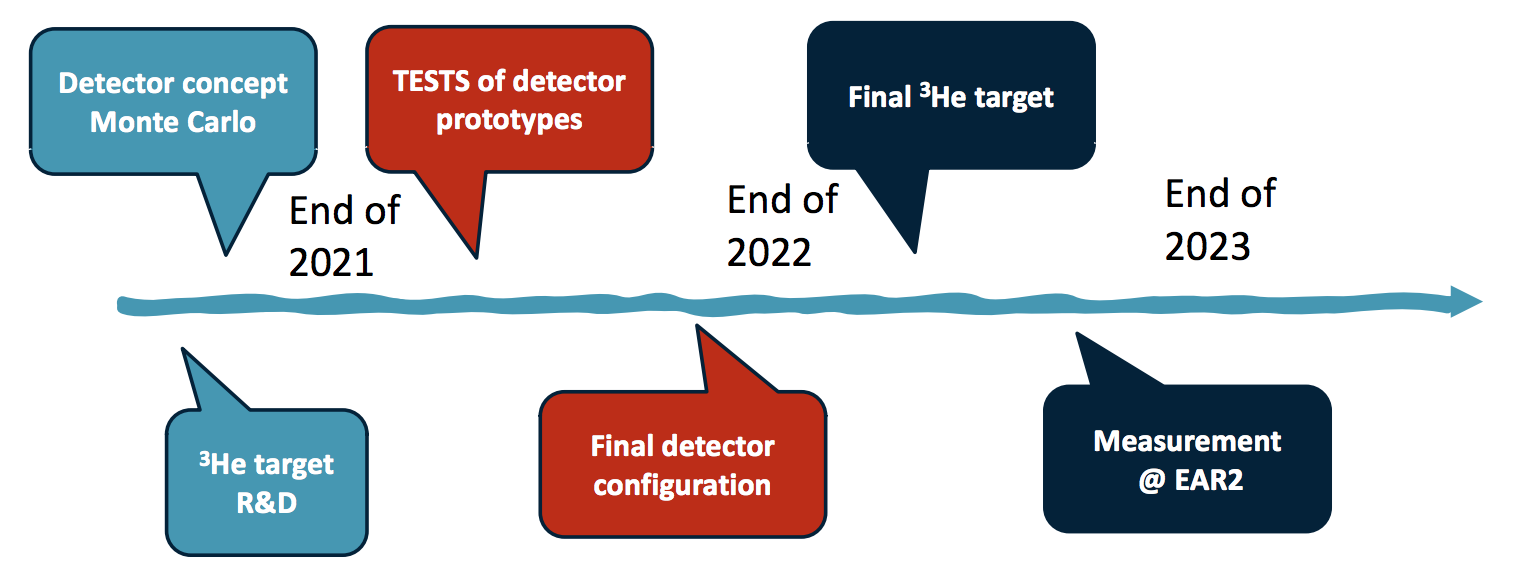 Detector concept
Monte Carlo
TESTS of detector
prototypes
Final ³He target
End of
2021
End of
2022
End of
2023
³He target
R&D
Final detector
configuration
Measurement
@ EAR2